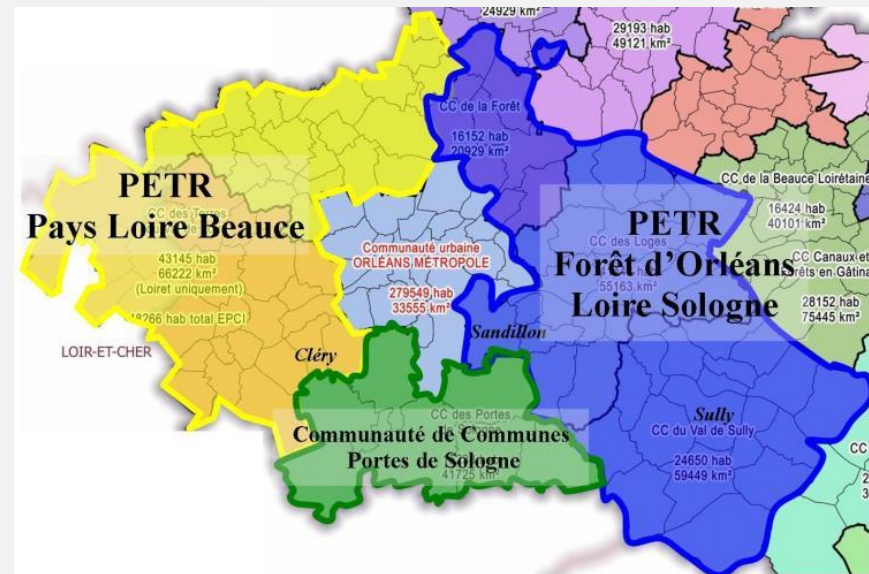 24929 km²
29193 hab
49121 km²
CC de la Forêt
16152 hab
20929 km²
PETR
Pays Loire Beauce
CC des Terres
43145 hab
66222 km²
(Loiret uniquement)
48266 hab total EPCI
LOIR-ET-CHER
Communauté urbaine
ORLÉANS MÉTROPOLE
279549 hab
33555 km²
PETR
Forêt d’Orléans
Loire Sologne
CC des Loges
55163 km²
CC de la Beauce Loirétaine
16424 hab
40101 km²
CC Canaux et
Forêts en Gâtina
28152 hab
75445 km²
Sandillon
Cléry
CC des Portes
Communauté de Communes
Portes de Sologne
41725 km²
Sully
CC du Val de Sully
24650 hab
59449 km²
CC